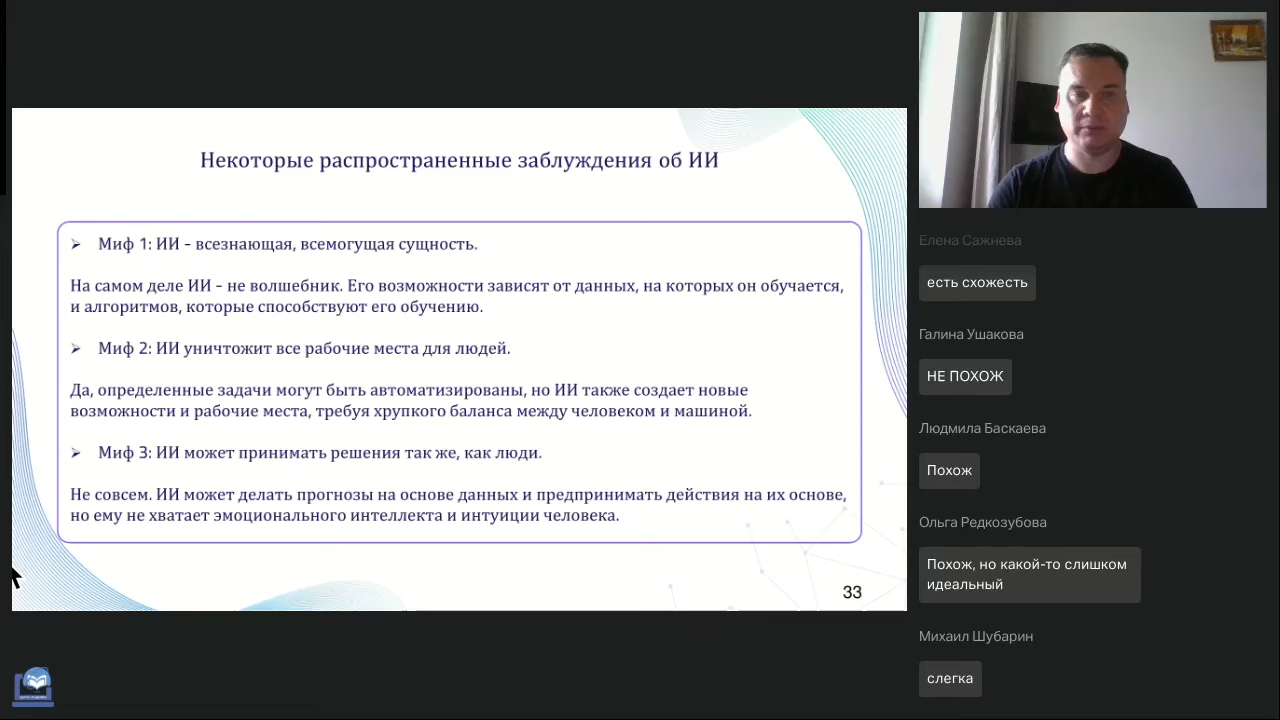 Некоторые распространенные заблуждения об ИИ
➢ Миф 1: ИИ – всезнающая, всемогущая сущность.
На самом деле ИИ – не волшебник. Его возможности зависят от данных, на которых он обучается,
и алгоритмов, которые способствуют его обучению.
➢ Миф 2: ИИ уничтожит все рабочие места для людей.
Да, определенные задачи могут быть автоматизированы, но ИИ также создает новые
возможности и рабочие места, требуя хрупкого баланса между человеком и машиной.
➢ Миф 3: ИИ может принимать решения так же, как люди.
Не совсем. ИИ может делать прогнозы на основе данных и предпринимать действия на их основе,
но ему не хватает эмоционального интеллекта и интуиции человека.
33
Елена Сажнева
есть схожесть
Галина Ушакова
НЕ ПОХОЖ
Людмила Баскаева
Похож
Ольга Редкозубова
Похож, но какой-то слишком
идеальный
Михаил Шубарин
слегка